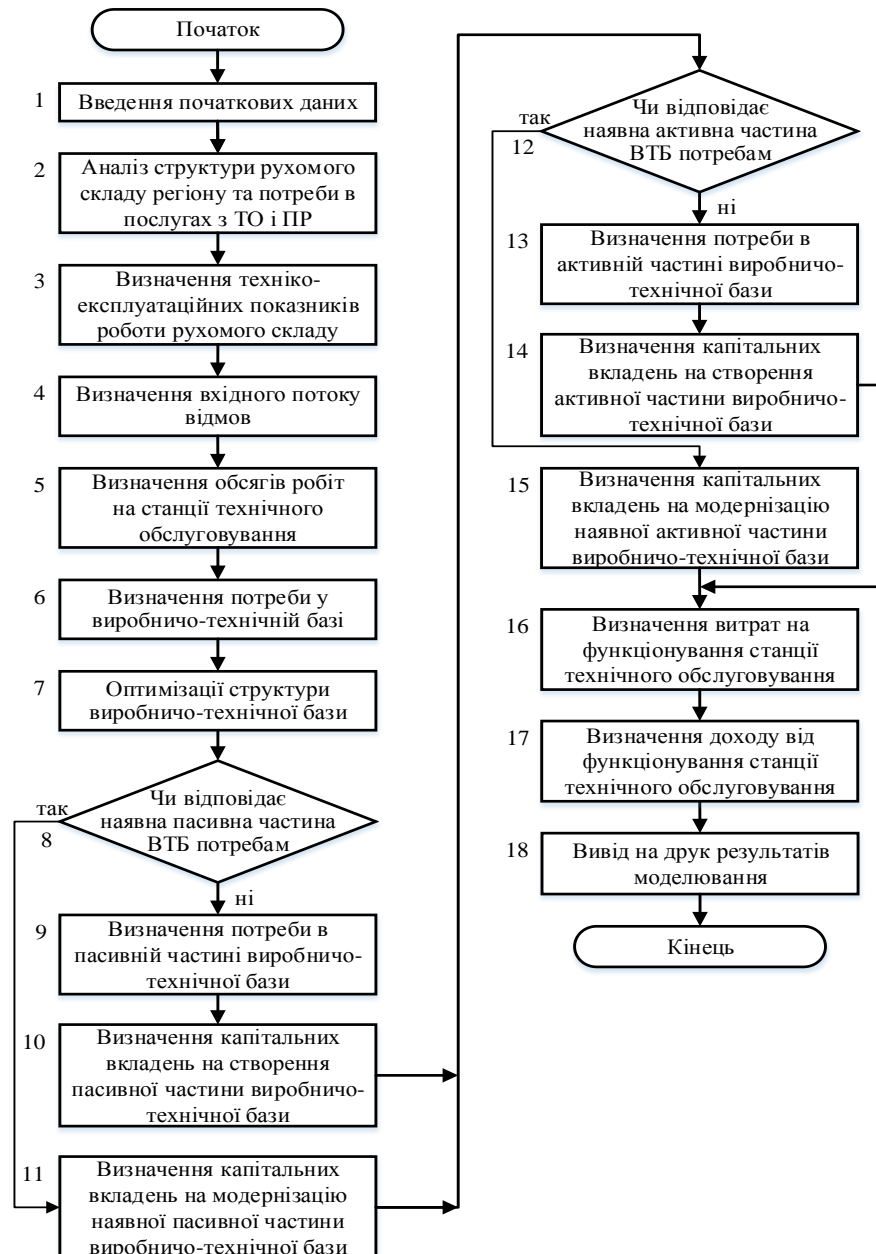 Початок
1
Введення початкових даних
2
Аналіз структури рухомого
складу регіону та потреби в
послугах з ТО і ПР
3
Визначення техніко-
експлуатаційних показників
роботи рухомого складу
4
Визначення вхідного потоку
відмов
5
Визначення обсягів робіт
на станції технічного
обслуговування
6
Визначення потреби у
виробничо-технічній базі
7
Оптимізації структури
виробничо-технічної бази
так
8
Чи відповідає
наявна пасивна частина
ВТБ потребам
ні
9
Визначення потреби в
пасивній частині виробничо-
технічної бази
10
Визначення капітальних
вкладень на створення
пасивної частини виробничо-
технічної бази
11
Визначення капітальних
вкладень на модернізацію
наявної пасивної частини
виробничо-технічної бази
так
12
Чи відповідає
наявна активна частина
ВТБ потребам
ні
13
Визначення потреби в
активній частині виробничо-
технічної бази
14
Визначення капітальних
вкладень на створення
активної частини виробничо-
технічної бази
15
Визначення капітальних
вкладень на модернізацію
наявної активної частини
виробничо-технічної бази
16
Визначення витрат на
функціонування станції
технічного обслуговування
17
Визначення доходу від
функціонування станції
технічного обслуговування
18
Вивід на друк результатів
моделювання
Кінець